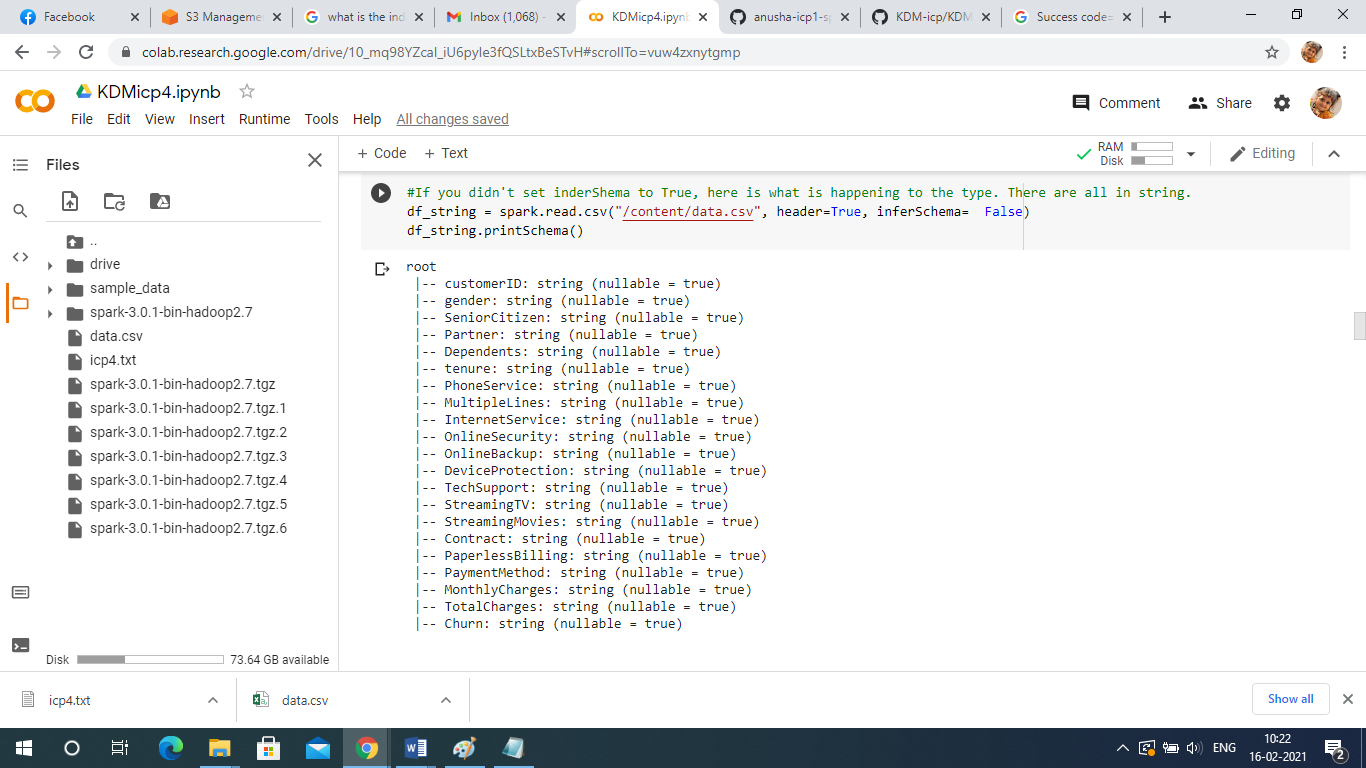 Facebook
S3 Manageme
what is the ind
Inbox (1,068) -
KDMicp4.ipynb
anusha-icp1-sp
KDM-icp/KDM
Success code=
colab.research.google.com/drive/10_mq98YZcal_iU6pyle3fQSLtxBeSTvH#scrollTo=vuw4zxnytgmp
KDMicp4.ipynb
File Edit View Insert Runtime Tools Help All changes saved
Comment
Share
Files
+ Code + Text
RAM
Disk
Editing
..
drive
sample_data
spark-3.0.1-bin-hadoop2.7
data.csv
icp4.txt
spark-3.0.1-bin-hadoop2.7.tgz
spark-3.0.1-bin-hadoop2.7.tgz.1
spark-3.0.1-bin-hadoop2.7.tgz.2
spark-3.0.1-bin-hadoop2.7.tgz.3
spark-3.0.1-bin-hadoop2.7.tgz.4
spark-3.0.1-bin-hadoop2.7.tgz.5
spark-3.0.1-bin-hadoop2.7.tgz.6
Disk 73.64 GB available
#If you didn't set inderShema to True, here is what is happening to the type. There are all in string.
df_string = spark.read.csv("/content/data.csv", header=True, inferSchema=  False)
df_string.printSchema()
root
|-- customerID: string (nullable = true)
|-- gender: string (nullable = true)
|-- SeniorCitizen: string (nullable = true)
|-- Partner: string (nullable = true)
|-- Dependents: string (nullable = true)
|-- tenure: string (nullable = true)
|-- PhoneService: string (nullable = true)
|-- MultipleLines: string (nullable = true)
|-- InternetService: string (nullable = true)
|-- OnlineSecurity: string (nullable = true)
|-- OnlineBackup: string (nullable = true)
|-- DeviceProtection: string (nullable = true)
|-- TechSupport: string (nullable = true)
|-- StreamingTV: string (nullable = true)
|-- StreamingMovies: string (nullable = true)
|-- Contract: string (nullable = true)
|-- PaperlessBilling: string (nullable = true)
|-- PaymentMethod: string (nullable = true)
|-- MonthlyCharges: string (nullable = true)
|-- TotalCharges: string (nullable = true)
|-- Churn: string (nullable = true)
icp4.txt
data.csv
Show all
ENG
10:22
16-02-2021
2